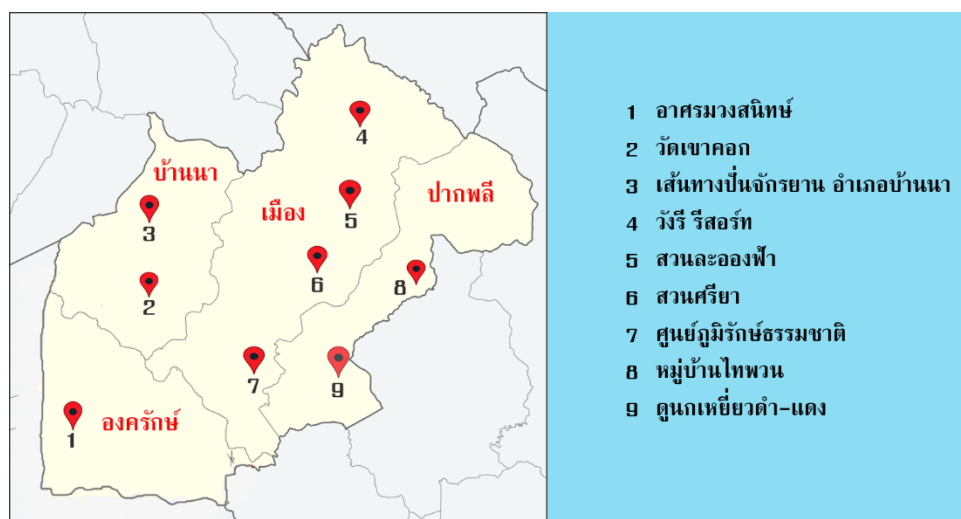 บ้านนา
เมือง
ปากพลี
องครักษ์
4
5
3
6
8
2
7
9
1
1 อาศรมวงสนิทษ์
2 วัดเขาคอก
3 เส้นทางปั่นจักรยาน อำเภอบ้านนา
4 วังรี รีสอร์ท
5 สวนละอองฟ้า
6 สวนศรียา
7 ศูนย์ภูมิรักษ์ธรรมชาติ
8 หมู่บ้านไทพวน
9 ดูนกเหยี่ยวดำ-แดง